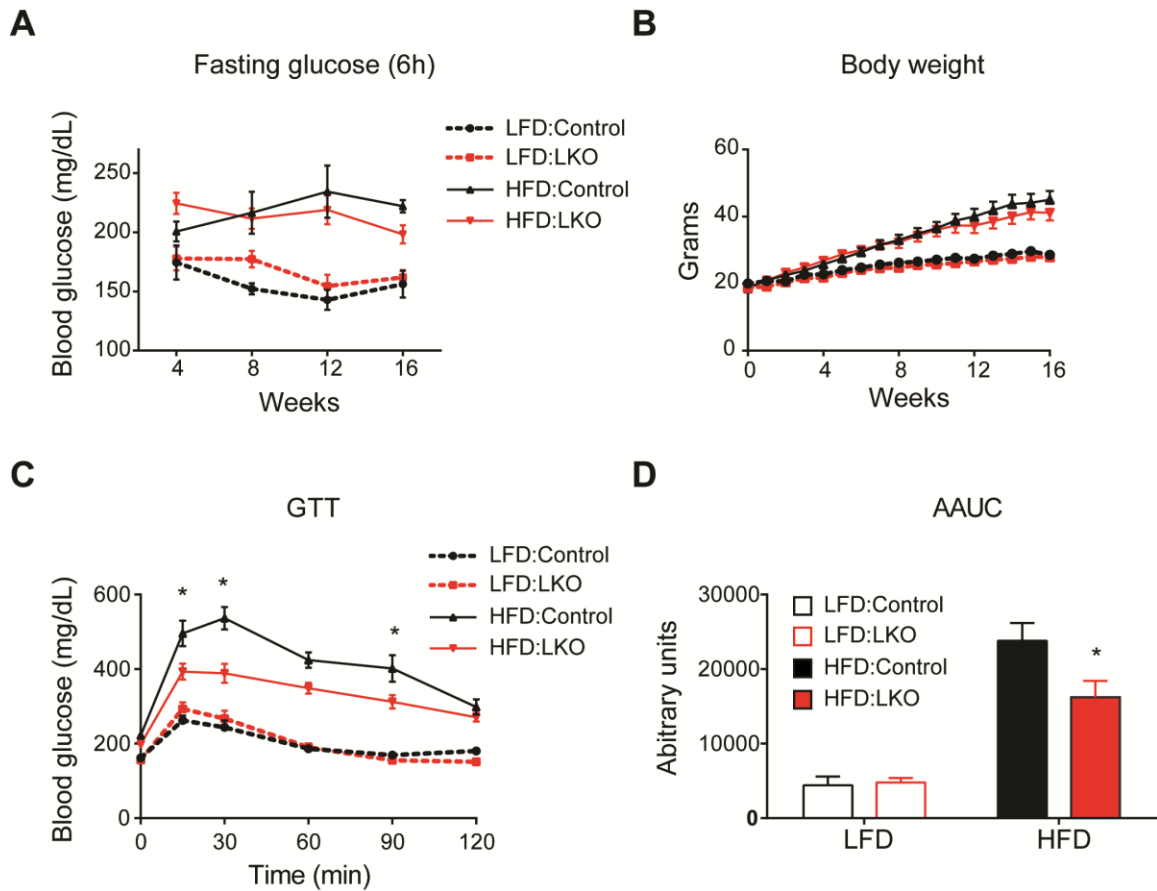 A
Fasting glucose (6h)
Blood glucose (mg/dL)
250
200
150
100
4
8
12
16
Weeks
LFD:Control
LFD:LKO
HFD:Control
HFD:LKO
B
Body weight
Grams
60
40
20
0
0
4
8
12
16
Weeks
C
GTT
Blood glucose (mg/dL)
600
400
200
0
*
*
*
0
30
60
90
120
Time (min)
LFD:Control
LFD:LKO
HFD:Control
HFD:LKO
D
AAUC
Abitrary units
30000
20000
10000
0
LFD:Control
LFD:LKO
HFD:Control
HFD:LKO
*
LFD
HFD